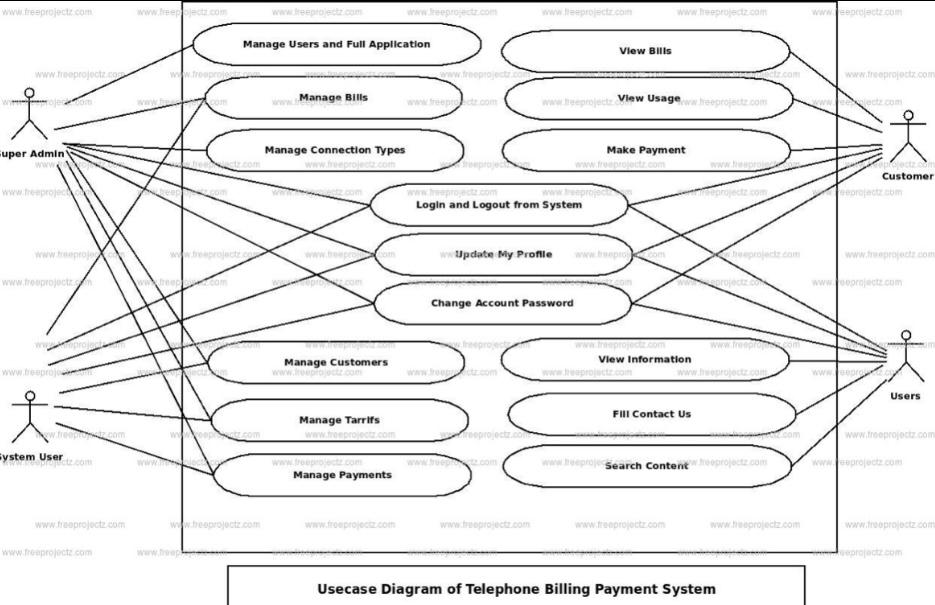 Manage Users and Full Application
View Bills
Manage Bills
View Usage
Manage Connection Types
Make Payment
uper Admin
Customer
Login and Logout from System
Update My Profile
Change Account Password
Manage Customers
View Information
Users
Manage Tarrifs
Fill Contact Us
System User
Manage Payments
Search Content
www.freeprojectz.com
Usecase Diagram of Telephone Billing Payment System